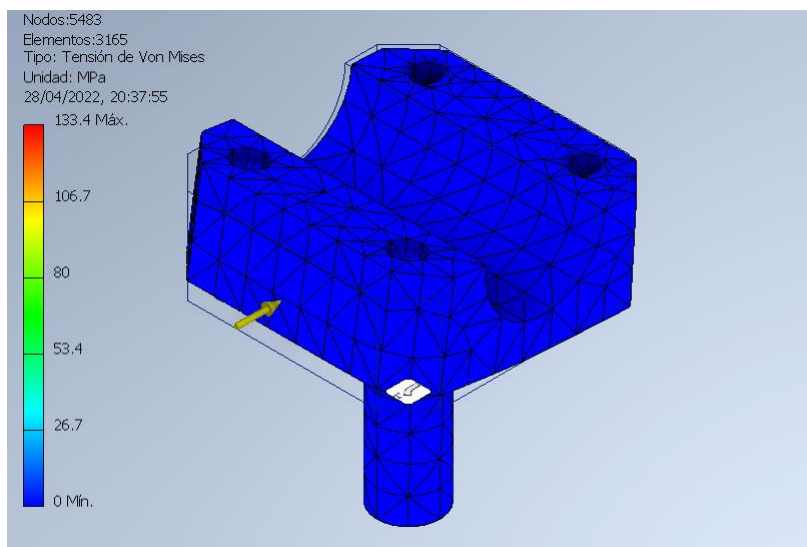 Nodos:5483
Elementos:3165
Tipo: Tensión de Von Mises
Unidad: MPa
28/04/2022, 20:37:55
133.4 Máx.
106.7
80
53.4
26.7
0 Mín.